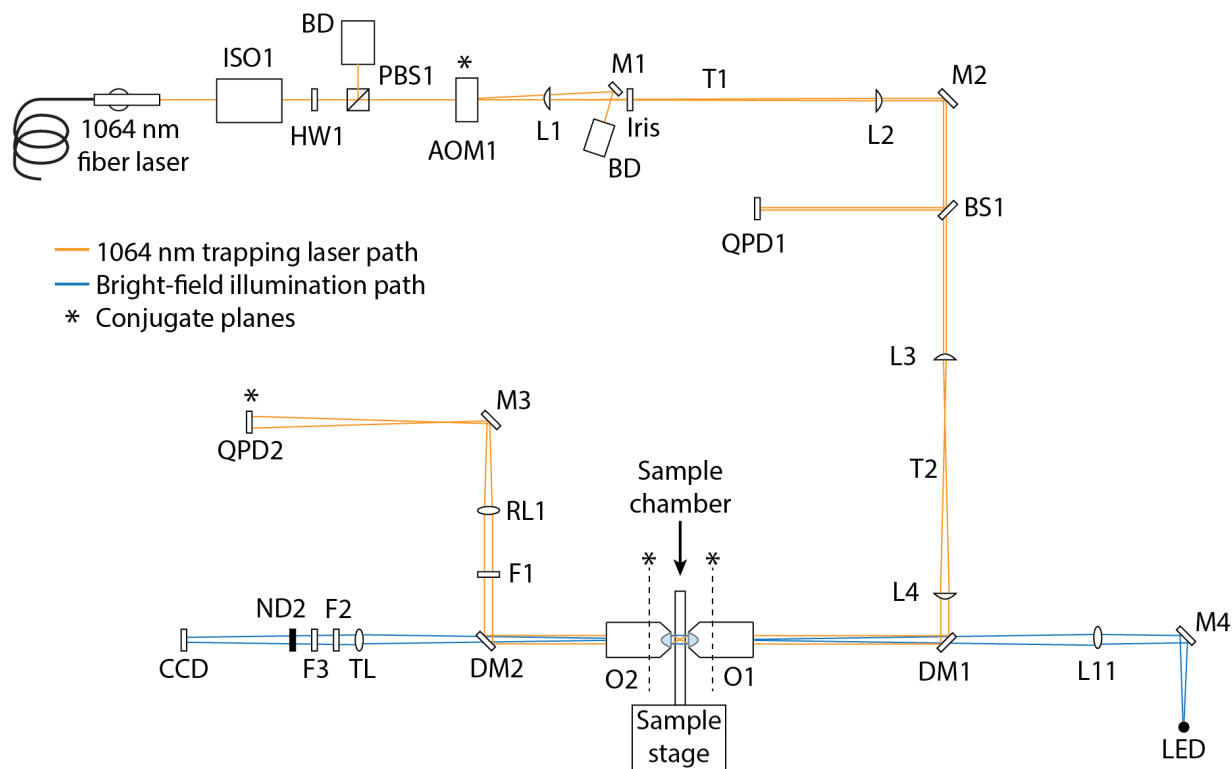 BD
ISO1
PBS1
*
M1
T1
M2
1064 nm
fiber laser
HW1
AOM1
L1
Iris
BD
L2
QPD1
BS1
1064 nm trapping laser path
Bright-field illumination path
* Conjugate planes
L3
*
M3
QPD2
T2
Sample
chamber
RL1
*
*
F1
L4
ND2
F2
M4
CCD
F3
TL
DM2
O2
O1
DM1
L11
Sample
stage
LED